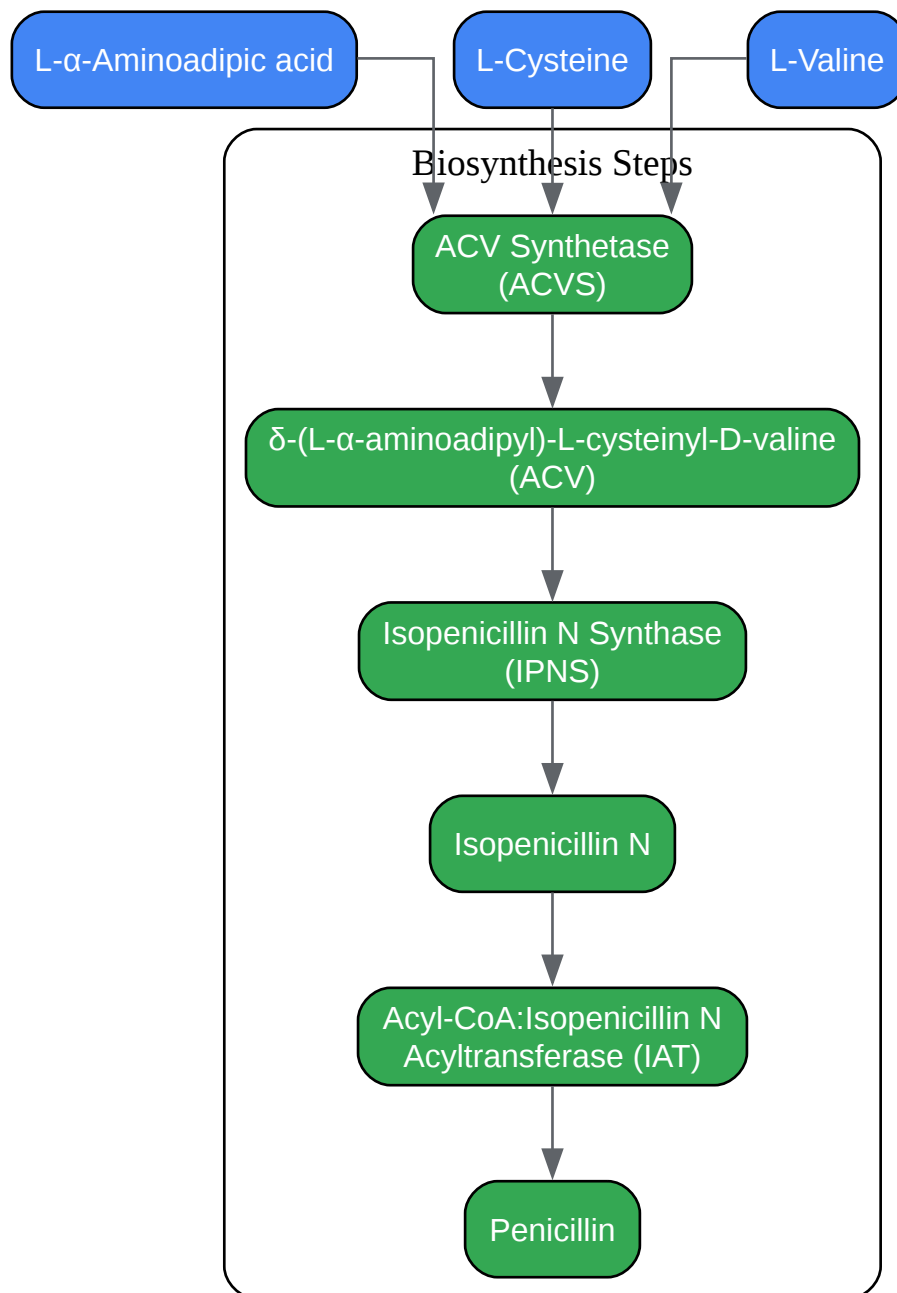 L-α-Aminoadipic acid
L-Cysteine
L-Valine
Biosynthesis Steps
ACV Synthetase
(ACVS)
δ-(L-α-aminoadipyl)-L-cysteinyl-D-valine
(ACV)
Isopenicillin N Synthase
(IPNS)
Isopenicillin N
Acyl-CoA:Isopenicillin N
Acyltransferase (IAT)
Penicillin